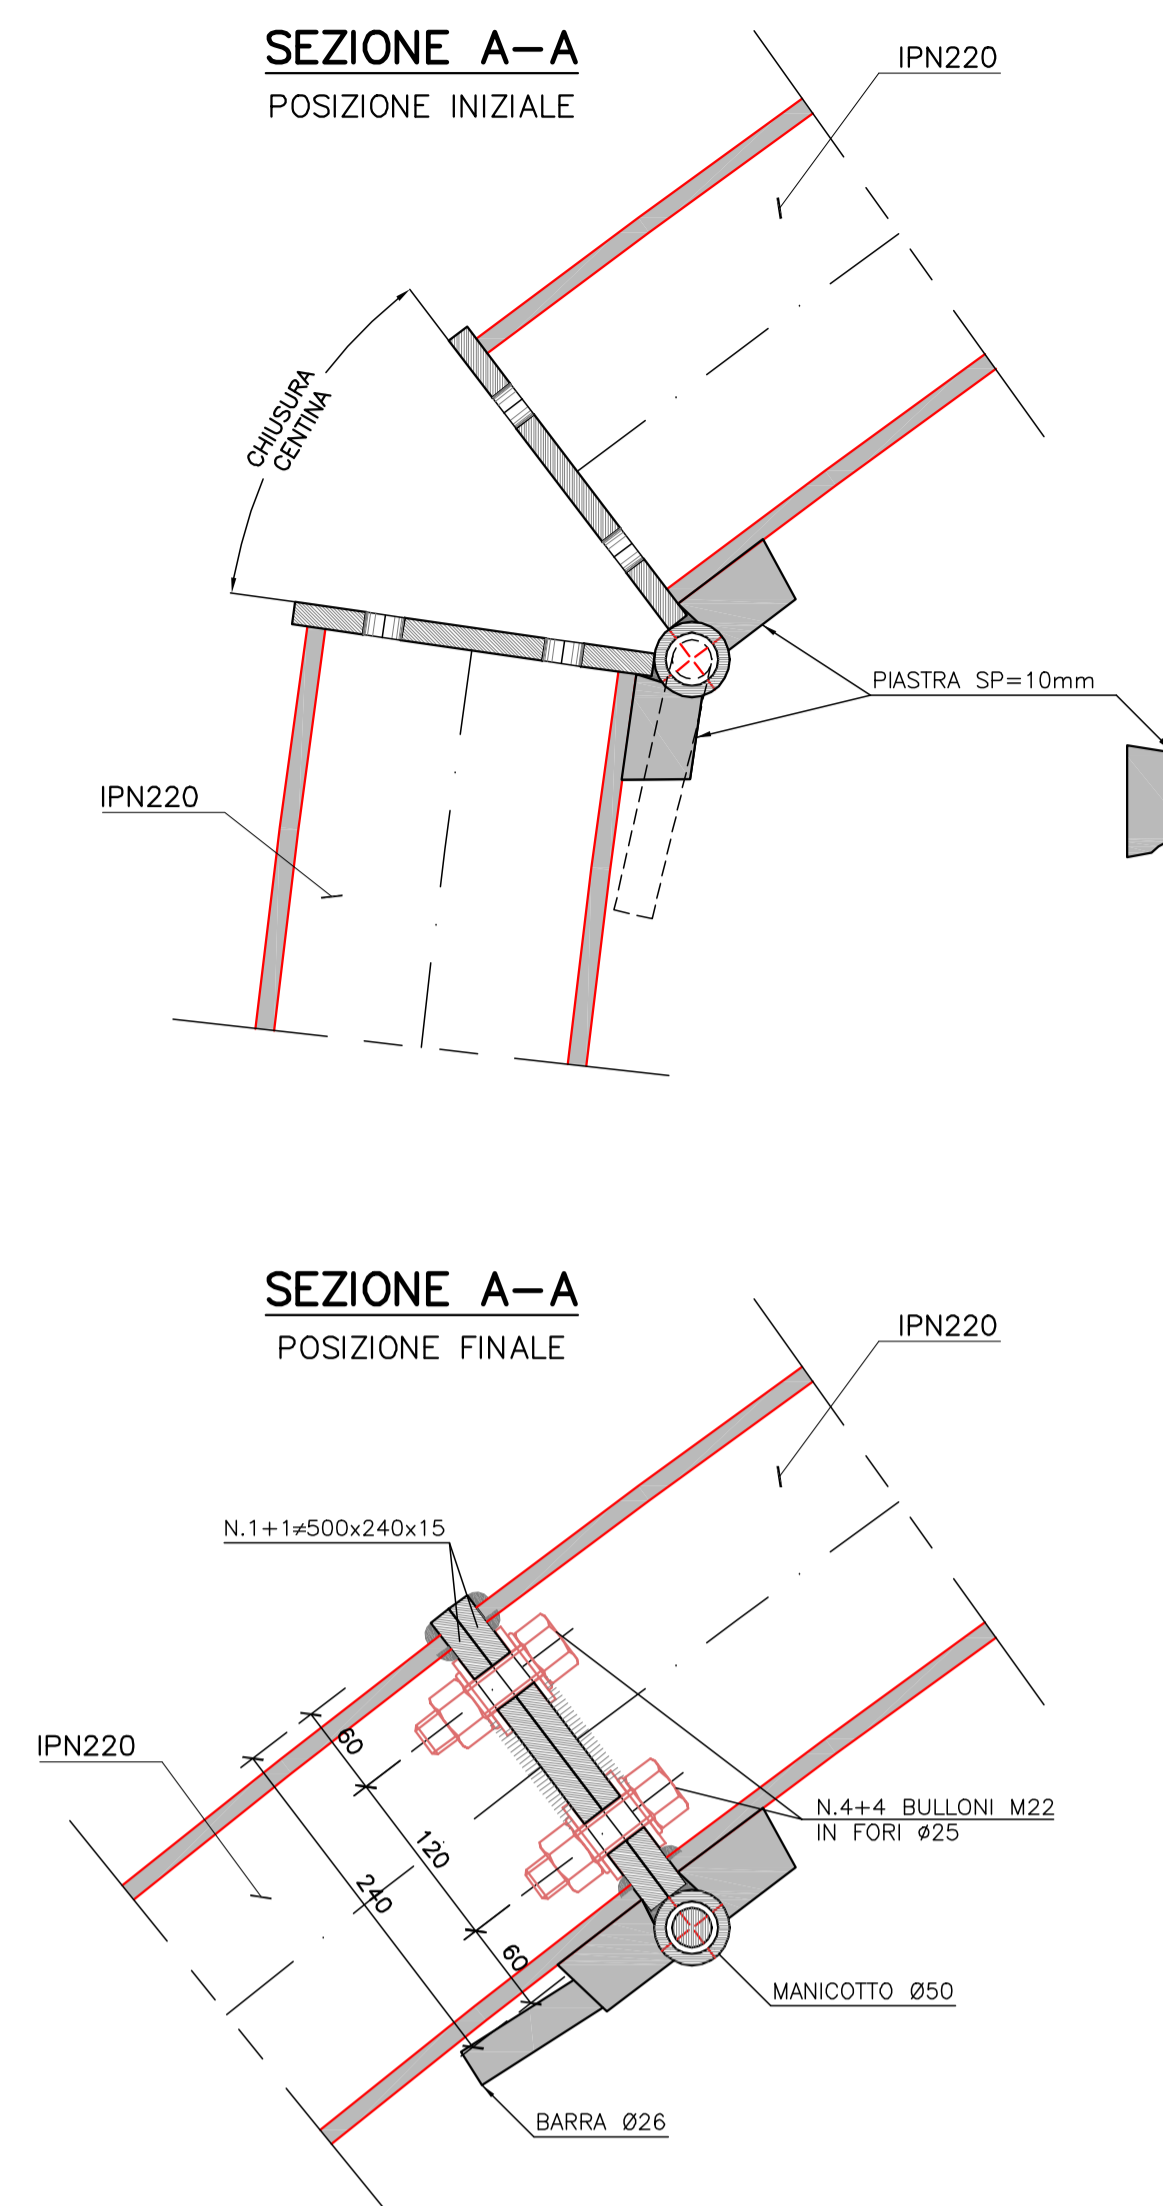 SEZIONE A-A
POSIZIONE INIZIALE
IPN220
CHIUSURA
CENTINA
PIASTRA SP=10mm
IPN220
SEZIONE A-A
POSIZIONE FINALE
IPN220
N.1+1≠500x240x15
60
IPN220
N.4+4 BULLONI M22
IN FORI ø25
120
240
60
MANICOTTO Ø50
BARRA Ø26